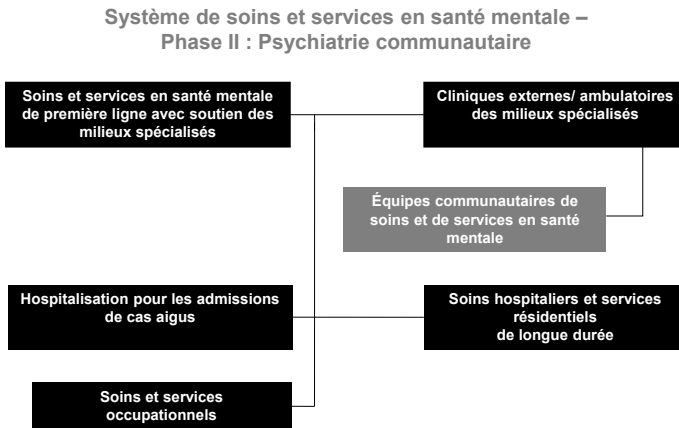 Système de soins et services en santé mentale –
Phase II : Psychiatrie communautaire
Soins et services en santé mentale
de première ligne avec soutien des
milieux spécialisés
Cliniques externes/ ambulatoires
des milieux spécialisés
Équipes communautaires de
soins et de services en santé
mentale
Hospitalisation pour les admissions
de cas aigus
Soins hospitaliers et services
résidentiels
de longue durée
Soins et services
occupationnels